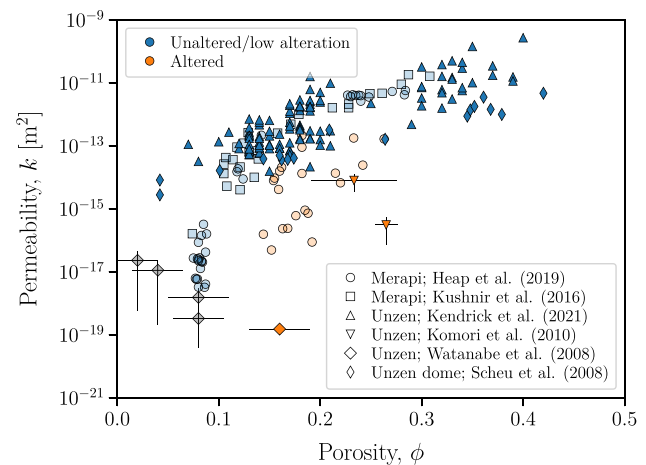 10⁻⁹
10⁻¹¹
10⁻¹³
10⁻¹⁵
10⁻¹⁷
10⁻¹⁹
10⁻²¹
Permeability, k [m²]
Unaltered/low alteration
Altered
Merapi; Heap et al. (2019)
Merapi; Kushnir et al. (2016)
Unzen; Kendrick et al. (2021)
Unzen; Komori et al. (2010)
Unzen; Watanabe et al. (2008)
Unzen dome; Scheu et al. (2008)
0.0 0.1 0.2 0.3 0.4 0.5
Porosity, ϕ